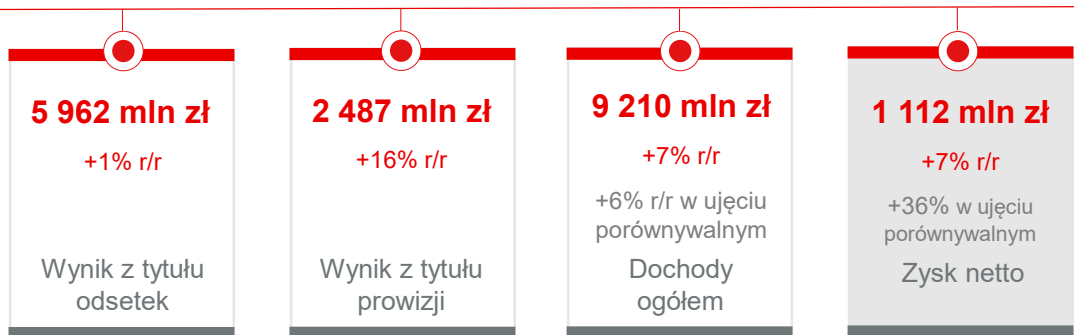 5 962 mln zł
+1% r/r
Wynik z tytułu
odsetek
2 487 mln zł
+16% r/r
Wynik z tytułu
prowizji
9 210 mln zł
+7% r/r
+6% r/r w ujęciu
porównywalnym
Dochody
ogółem
1 112 mln zł
+7% r/r
+36% w ujęciu
porównywalnym
Zysk netto